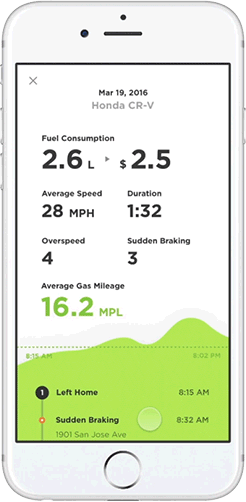 Mar 19, 2016
Honda CR-V
Fuel Consumption
2.6 L ▸ $ 2.5
Average Speed Duration
28 MPH 1:32
Overspeed Sudden Braking
4 3
Average Gas Mileage
16.2 MPL
8:15 AM 8:02 PM
1 Left Home 8:15 AM
Sudden Braking 8:32 AM
1901 San Jose Ave